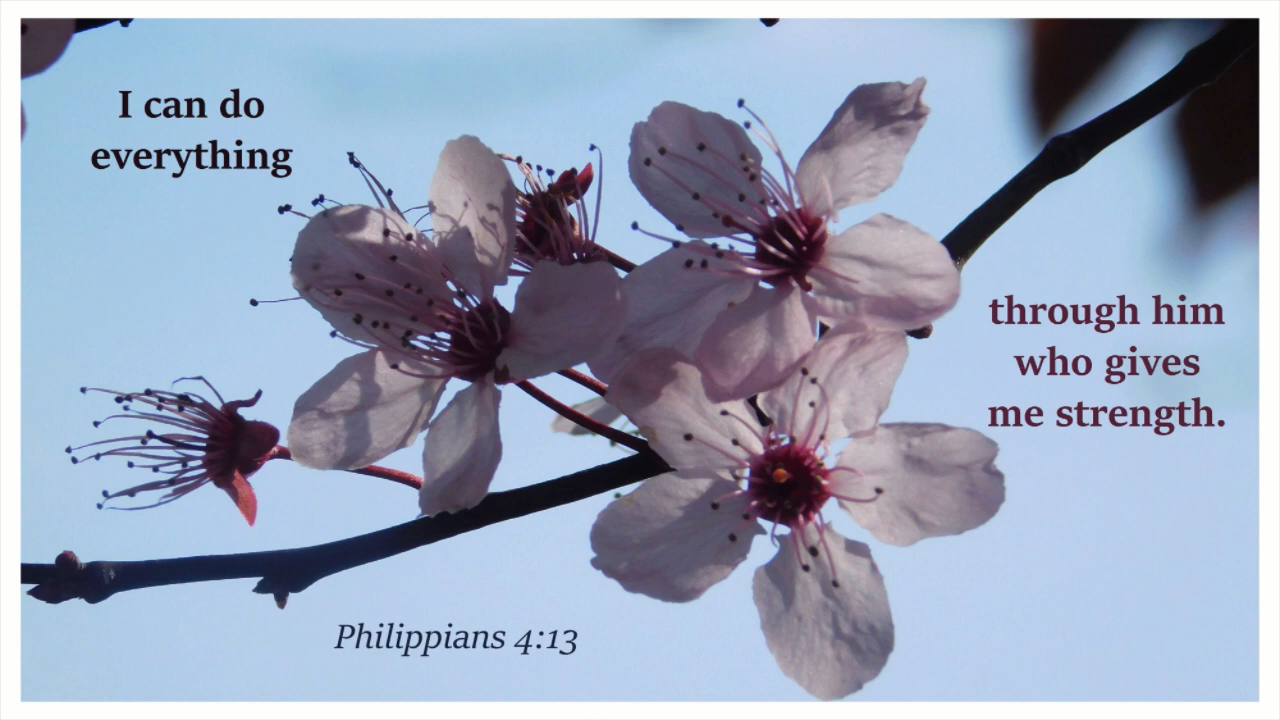 I can do
everything
through him
who gives
me strength.
Philippians 4:13